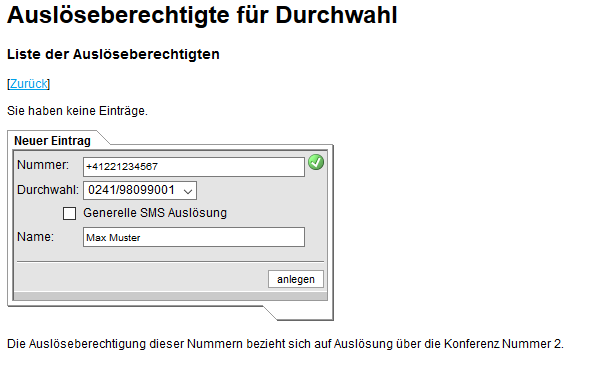 Auslöseberechtigte für Durchwahl
Liste der Auslöseberechtigten
[Zurück]
Sie haben keine Einträge.
Neuer Eintrag
Nummer: +41221234567
Durchwahl: 0241/98099001
Generelle SMS Auslösung
Name: Max Muster
anlegen
Die Auslöseberechtigung dieser Nummern bezieht sich auf Auslösung über die Konferenz Nummer 2.